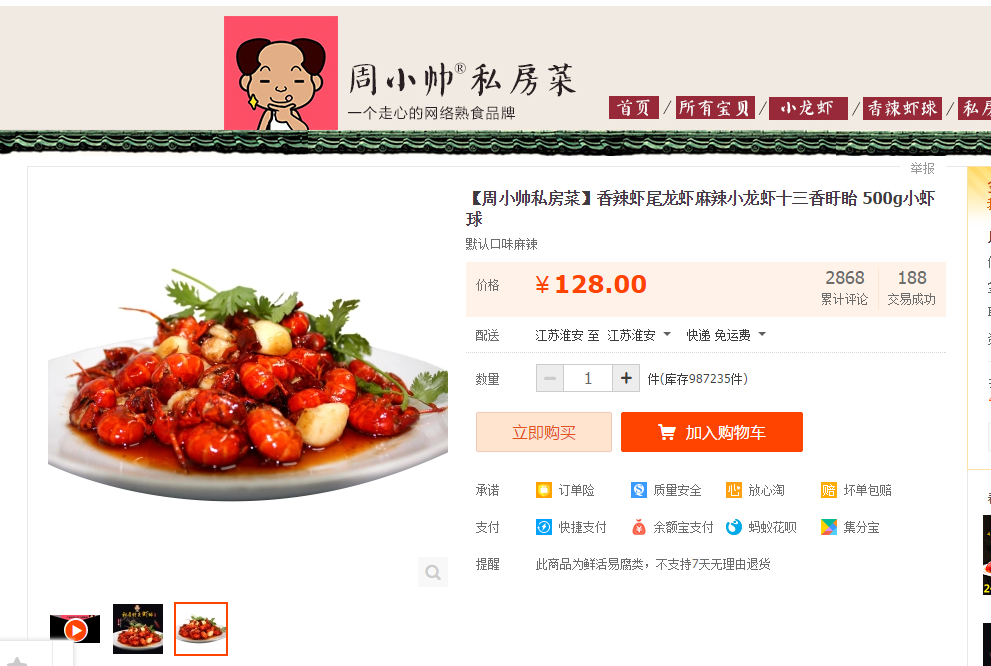 周小帅®私房菜
一个走心的网络熟食品牌
首页 / 所有宝贝 / 小龙虾 / 香辣虾球 / 私房
举报
【周小帅私房菜】香辣虾尾龙虾麻辣小龙虾十三香盱眙 500g小虾
球
默认口味麻辣
价格 ¥128.00 2868 188
累计评论 交易成功
配送 江苏淮安 至 江苏淮安 快递 免运费
数量 − 1 + 件(库存987235件)
立即购买 加入购物车
承诺 订单险 质量安全 放心淘 坏单包赔
支付 快捷支付 余额宝支付 蚂蚁花呗 集分宝
提醒 此商品为鲜活易腐类，不支持7天无理由退货